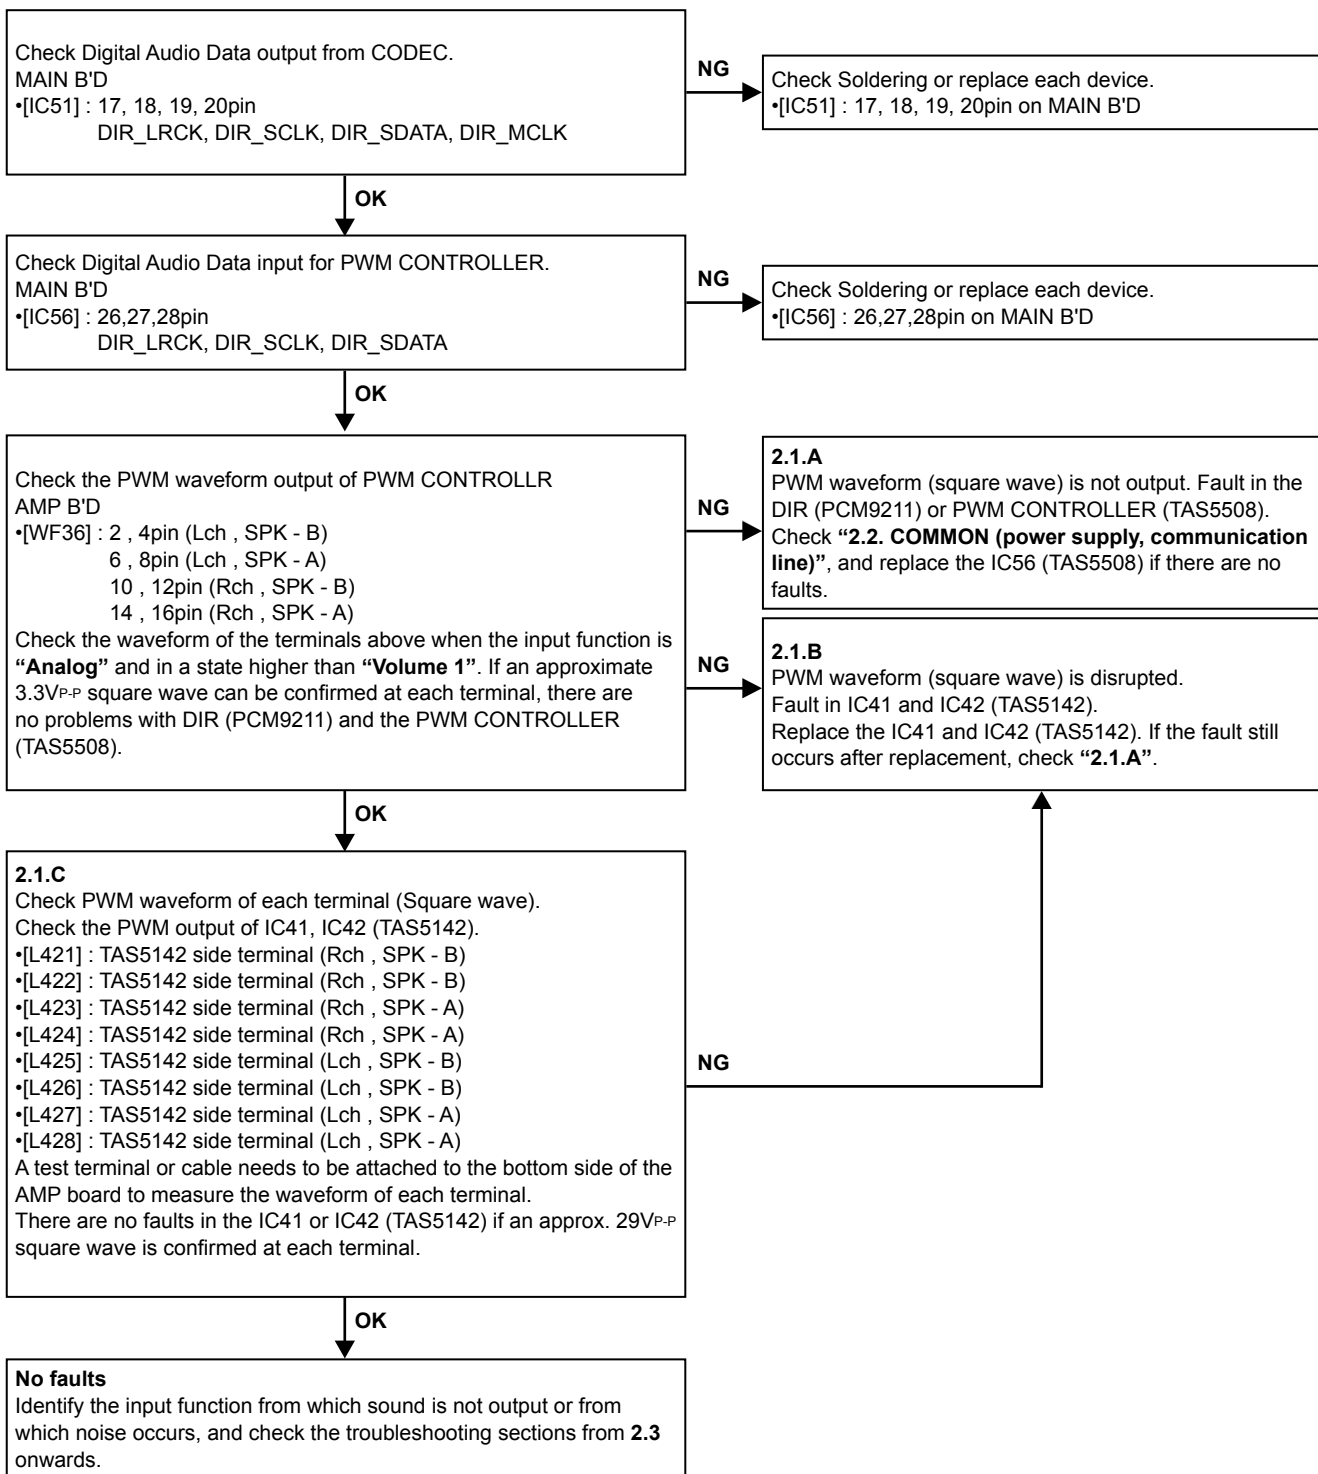 Check Digital Audio Data output from CODEC.
MAIN B'D
•[IC51] : 17, 18, 19, 20pin
DIR_LRCK, DIR_SCLK, DIR_SDATA, DIR_MCLK
NG
Check Soldering or replace each device.
•[IC51] : 17, 18, 19, 20pin on MAIN B'D
OK
Check Digital Audio Data input for PWM CONTROLLER.
MAIN B'D
•[IC56] : 26,27,28pin
DIR_LRCK, DIR_SCLK, DIR_SDATA
NG
Check Soldering or replace each device.
•[IC56] : 26,27,28pin on MAIN B'D
OK
Check the PWM waveform output of PWM CONTROLLR
AMP B'D
•[WF36] : 2 , 4pin (Lch , SPK - B)
6 , 8pin (Lch , SPK - A)
10 , 12pin (Rch , SPK - B)
14 , 16pin (Rch , SPK - A)
Check the waveform of the terminals above when the input function is
“Analog” and in a state higher than “Volume 1”. If an approximate
3.3VP-P square wave can be confirmed at each terminal, there are
no problems with DIR (PCM9211) and the PWM CONTROLLER
(TAS5508).
NG
2.1.A
PWM waveform (square wave) is not output. Fault in the
DIR (PCM9211) or PWM CONTROLLER (TAS5508).
Check “2.2. COMMON (power supply, communication
line)”, and replace the IC56 (TAS5508) if there are no
faults.
NG
2.1.B
PWM waveform (square wave) is disrupted.
Fault in IC41 and IC42 (TAS5142).
Replace the IC41 and IC42 (TAS5142). If the fault still
occurs after replacement, check “2.1.A”.
OK
2.1.C
Check PWM waveform of each terminal (Square wave).
Check the PWM output of IC41, IC42 (TAS5142).
•[L421] : TAS5142 side terminal (Rch , SPK - B)
•[L422] : TAS5142 side terminal (Rch , SPK - B)
•[L423] : TAS5142 side terminal (Rch , SPK - A)
•[L424] : TAS5142 side terminal (Rch , SPK - A)
•[L425] : TAS5142 side terminal (Lch , SPK - B)
•[L426] : TAS5142 side terminal (Lch , SPK - B)
•[L427] : TAS5142 side terminal (Lch , SPK - A)
•[L428] : TAS5142 side terminal (Lch , SPK - A)
A test terminal or cable needs to be attached to the bottom side of the
AMP board to measure the waveform of each terminal.
There are no faults in the IC41 or IC42 (TAS5142) if an approx. 29VP-P
square wave is confirmed at each terminal.
NG
OK
No faults
Identify the input function from which sound is not output or from
which noise occurs, and check the troubleshooting sections from 2.3
onwards.